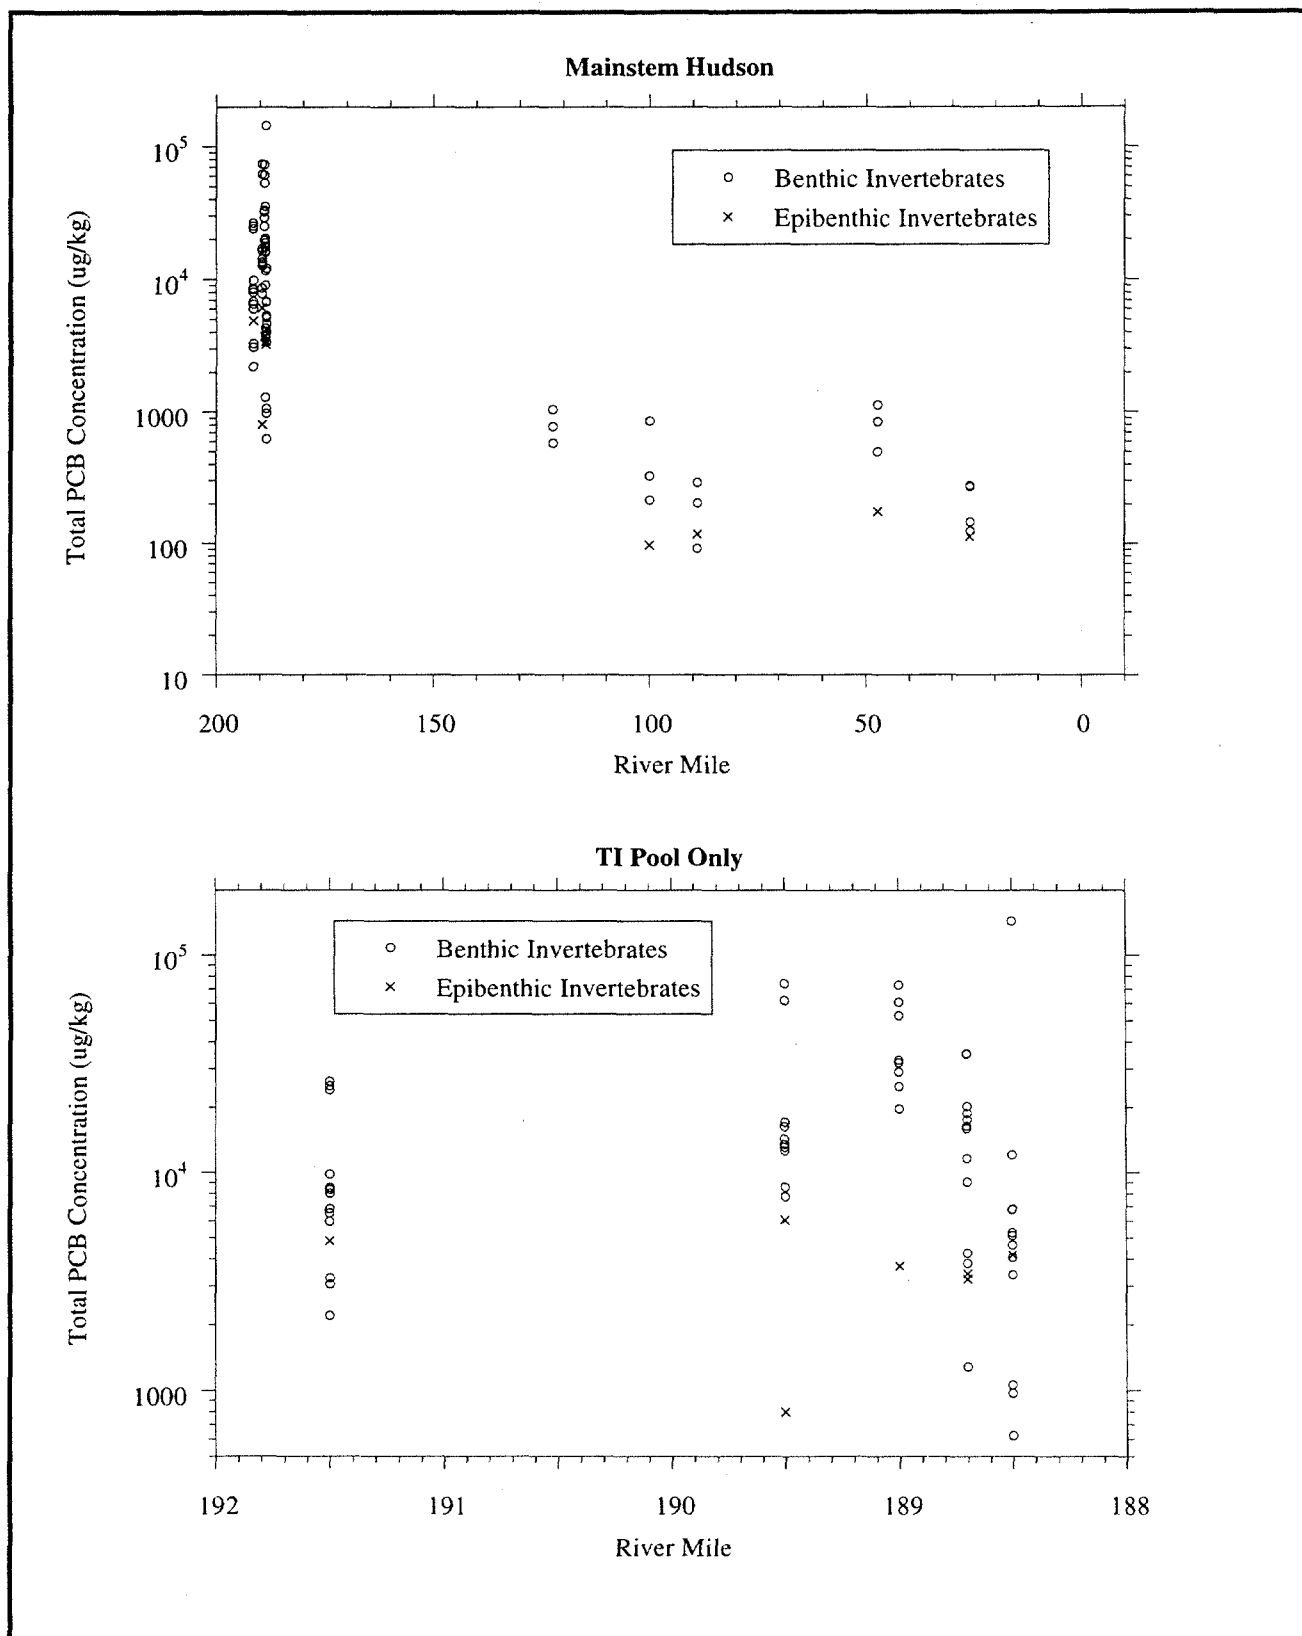 Mainstem Hudson
10^5
10^4
1000
100
10
Total PCB Concentration (ug/kg)
○ Benthic Invertebrates
× Epibenthic Invertebrates
200 150 100 50 0
River Mile
TI Pool Only
10^5
10^4
1000
Total PCB Concentration (ug/kg)
○ Benthic Invertebrates
× Epibenthic Invertebrates
192 191 190 189 188
River Mile